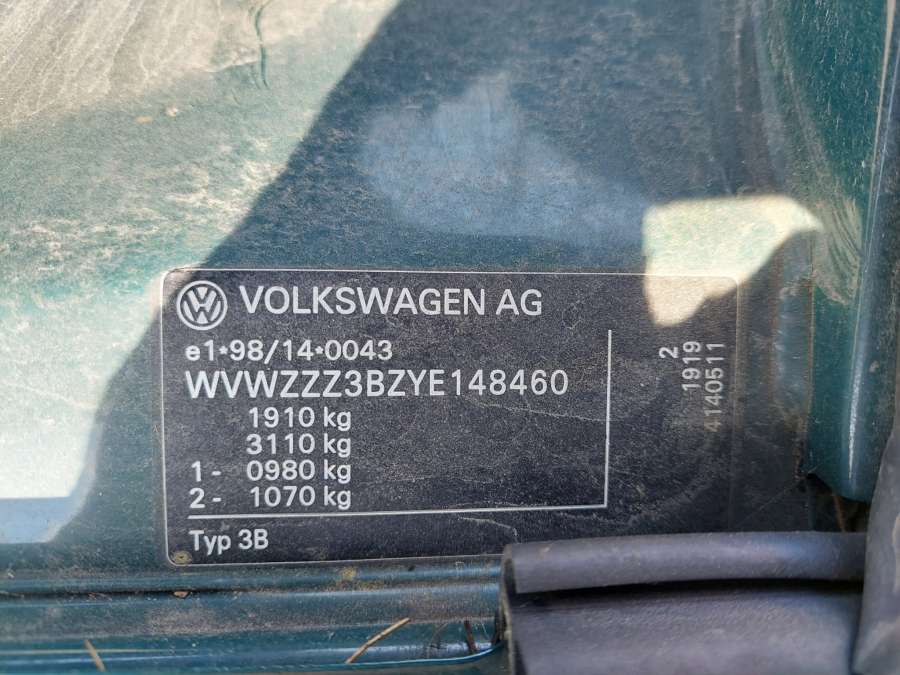 VOLKSWAGEN AG
e1*98/14*0043
WVWZZZ3BZYE148460
1910 kg
3110 kg
1- 0980 kg
2- 1070 kg
Typ 3B
2
1919
4140511